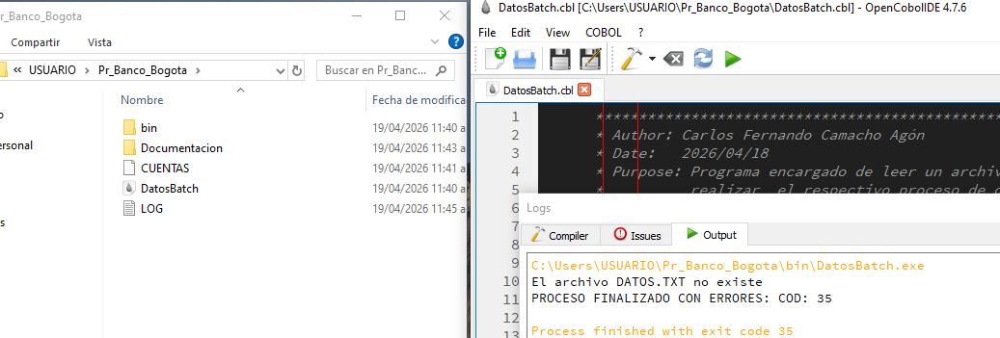 r_Banco_Bogota
Compartir Vista
« USUARIO > Pr_Banco_Bogota >
Buscar en Pr_Banc...
Nombre Fecha de modifica
bin 19/04/2026 11:40 a
Documentacion 19/04/2026 11:43 a
ersonal
CUENTAS 19/04/2026 11:41 a
DatosBatch 19/04/2026 11:40 a
LOG 19/04/2026 11:45 a
DatosBatch.cbl [C:\Users\USUARIO\Pr_Banco_Bogota\DatosBatch.cbl] - OpenCobolIDE 4.7.6
File Edit View COBOL ?
DatosBatch.cbl
1 ******************************************
2 * Author: Carlos Fernando Camacho Agón
3 * Date: 2026/04/18
4 * Purpose: Programa encargado de leer un archiv
5 * realizar el respectivo proceso de
6
7
8
9
10
11
12
13
Logs
Compiler Issues Output
C:\Users\USUARIO\Pr_Banco_Bogota\bin\DatosBatch.exe
El archivo DATOS.TXT no existe
PROCESO FINALIZADO CON ERRORES: COD: 35
Process finished with exit code 35